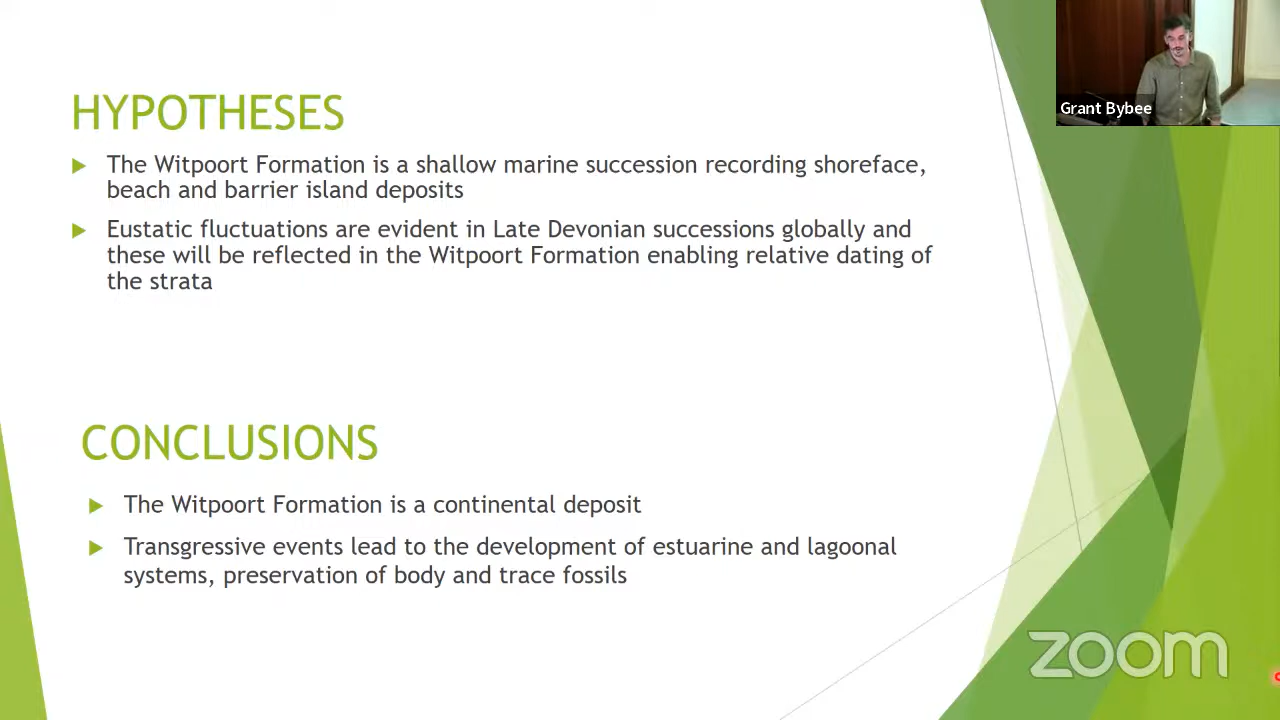 HYPOTHESES
The Witpoort Formation is a shallow marine succession recording shoreface,
beach and barrier island deposits
Eustatic fluctuations are evident in Late Devonian successions globally and
these will be reflected in the Witpoort Formation enabling relative dating of
the strata
CONCLUSIONS
The Witpoort Formation is a continental deposit
Transgressive events lead to the development of estuarine and lagoonal
systems, preservation of body and trace fossils
Grant Bybee
zoom